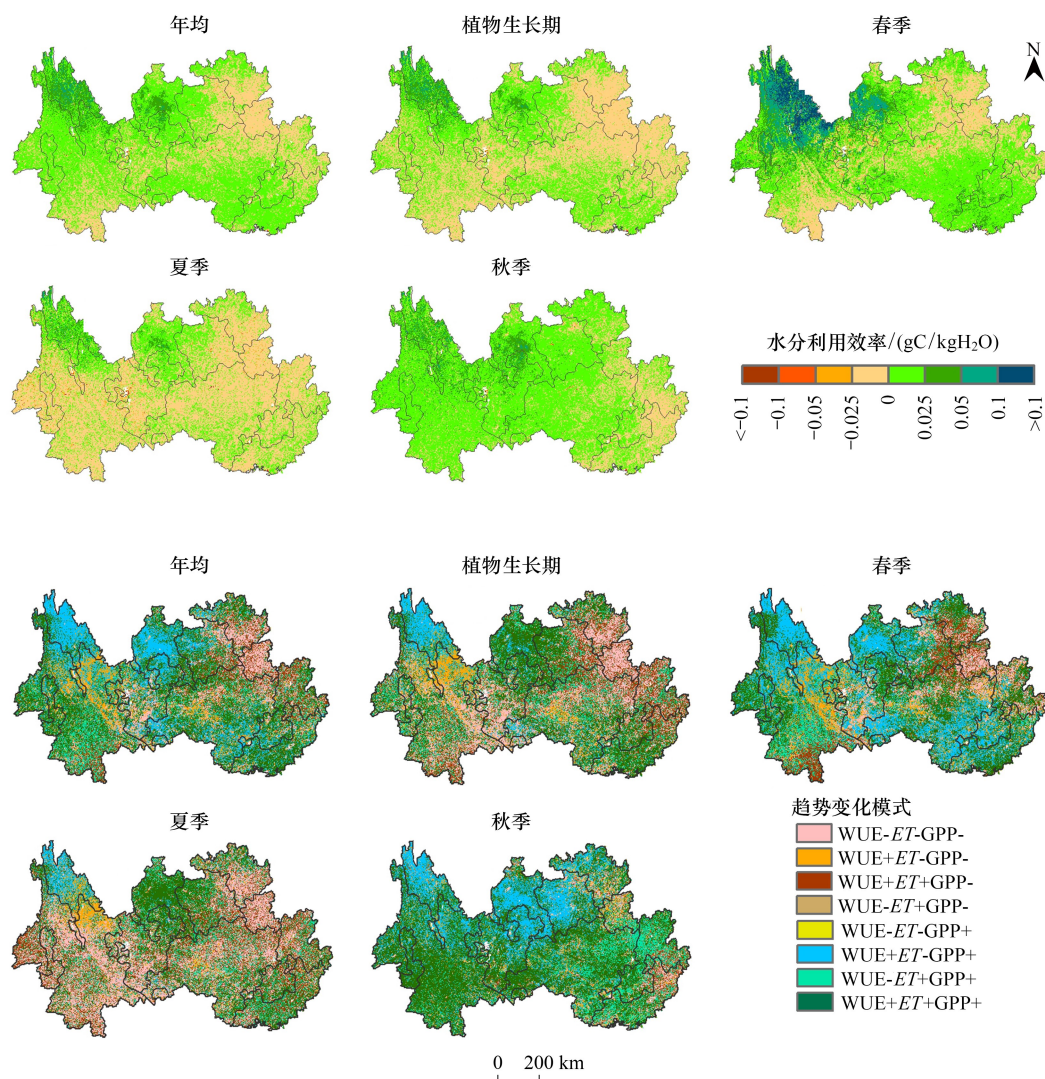 年均
植物生长期
春季
N
夏季
秋季
水分利用效率/(gC/kgH₂O)
<−0.1
−0.1
−0.05
−0.025
0
0.025
0.05
0.1
>0.1
年均
植物生长期
春季
夏季
秋季
趋势变化模式
WUE-ET-GPP-
WUE+ET-GPP-
WUE+ET+GPP-
WUE-ET+GPP-
WUE-ET-GPP+
WUE+ET-GPP+
WUE-ET+GPP+
WUE+ET+GPP+
0 200 km